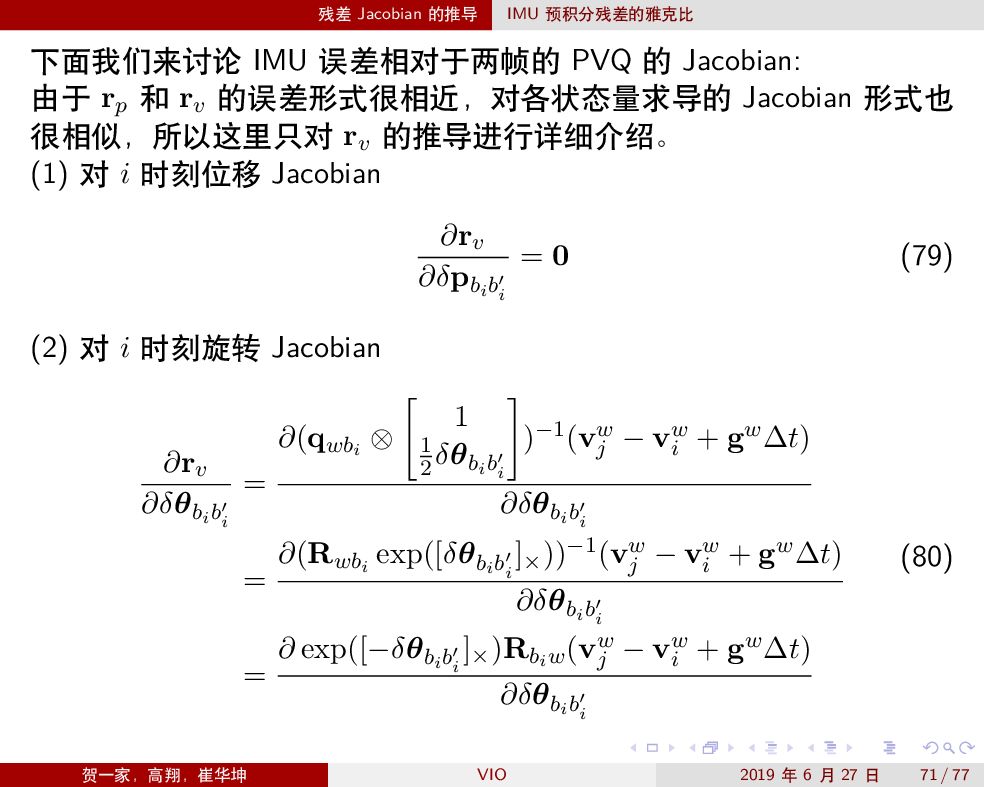 残差 Jacobian 的推导 IMU 预积分残差的雅克比
下面我们来讨论 IMU 误差相对于两帧的 PVQ 的 Jacobian:
由于 $\mathbf{r}_p$ 和 $\mathbf{r}_v$ 的误差形式很相近，对各状态量求导的 Jacobian 形式也
很相似，所以这里只对 $\mathbf{r}_v$ 的推导进行详细介绍。
(1) 对 $i$ 时刻位移 Jacobian
$$\frac{\partial \mathbf{r}_v}{\partial \delta \mathbf{p}_{b_i b_i'}} = \mathbf{0}$$ (79)
(2) 对 $i$ 时刻旋转 Jacobian
$$\frac{\partial \mathbf{r}_v}{\partial \delta \boldsymbol{\theta}_{b_i b_i'}} = \frac{\partial (\mathbf{q}_{wb_i} \otimes \begin{bmatrix} 1 \\ \frac{1}{2} \delta \boldsymbol{\theta}_{b_i b_i'} \end{bmatrix})^{-1} (\mathbf{v}_j^w - \mathbf{v}_i^w + \mathbf{g}^w \Delta t)}{\partial \delta \boldsymbol{\theta}_{b_i b_i'}}$$
$$= \frac{\partial (\mathbf{R}_{wb_i} \exp([\delta \boldsymbol{\theta}_{b_i b_i'}]_\times))^{-1} (\mathbf{v}_j^w - \mathbf{v}_i^w + \mathbf{g}^w \Delta t)}{\partial \delta \boldsymbol{\theta}_{b_i b_i'}}$$ (80)
$$= \frac{\partial \exp([-\delta \boldsymbol{\theta}_{b_i b_i'}]_\times) \mathbf{R}_{b_i w} (\mathbf{v}_j^w - \mathbf{v}_i^w + \mathbf{g}^w \Delta t)}{\partial \delta \boldsymbol{\theta}_{b_i b_i'}}$$
贺一家，高翔，崔华坤 VIO 2019 年 6 月 27 日 71 / 77